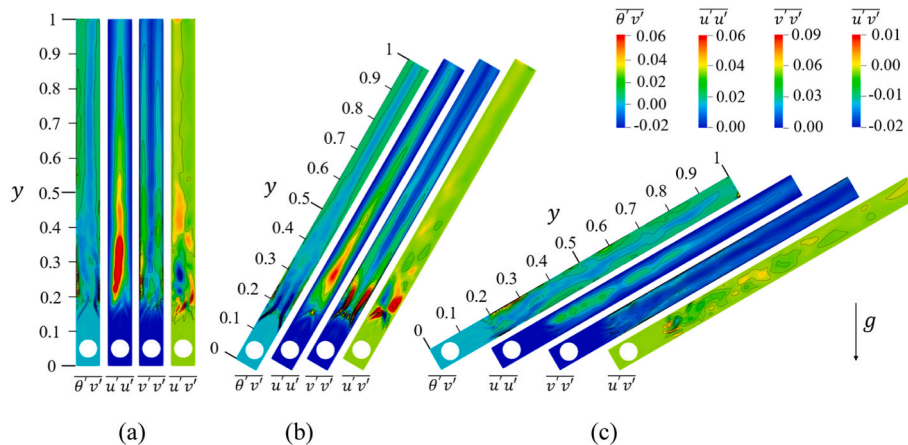 θ′v′ u′u′ v′v′ u′v′
0.06 0.06 0.09 0.01
0.04 0.04 0.06 0.00
0.02
0.00 0.02 0.03 -0.01
-0.02 0.00 0.00 -0.02
y
1
0.9
0.8
0.7
0.6
0.5
0.4
0.3
0.2
0.1
0
θ′v′ u′u′ v′v′ u′v′
(a)
y
1
0.9
0.8
0.7
0.6
0.5
0.4
0.3
0.2
0.1
0
θ′v′ u′u′ v′v′ u′v′
(b)
y
1
0.9
0.8
0.7
0.6
0.5
0.4
0.3
0.2
0.1
0
θ′v′ u′u′ v′v′ u′v′
(c)
g